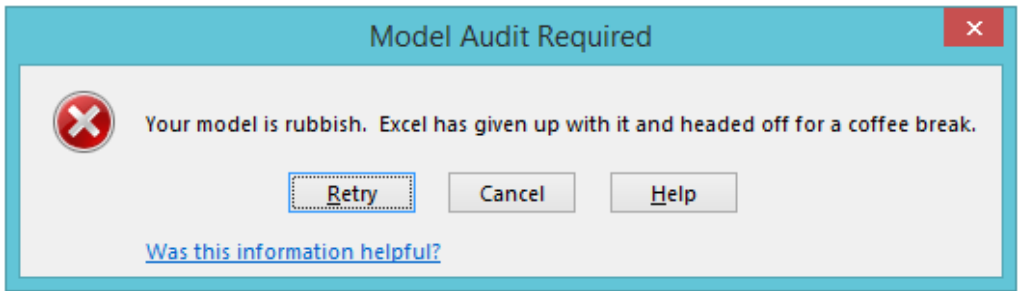 Model Audit Required
Your model is rubbish.  Excel has given up with it and headed off for a coffee break.
Retry
Cancel
Help
Was this information helpful?